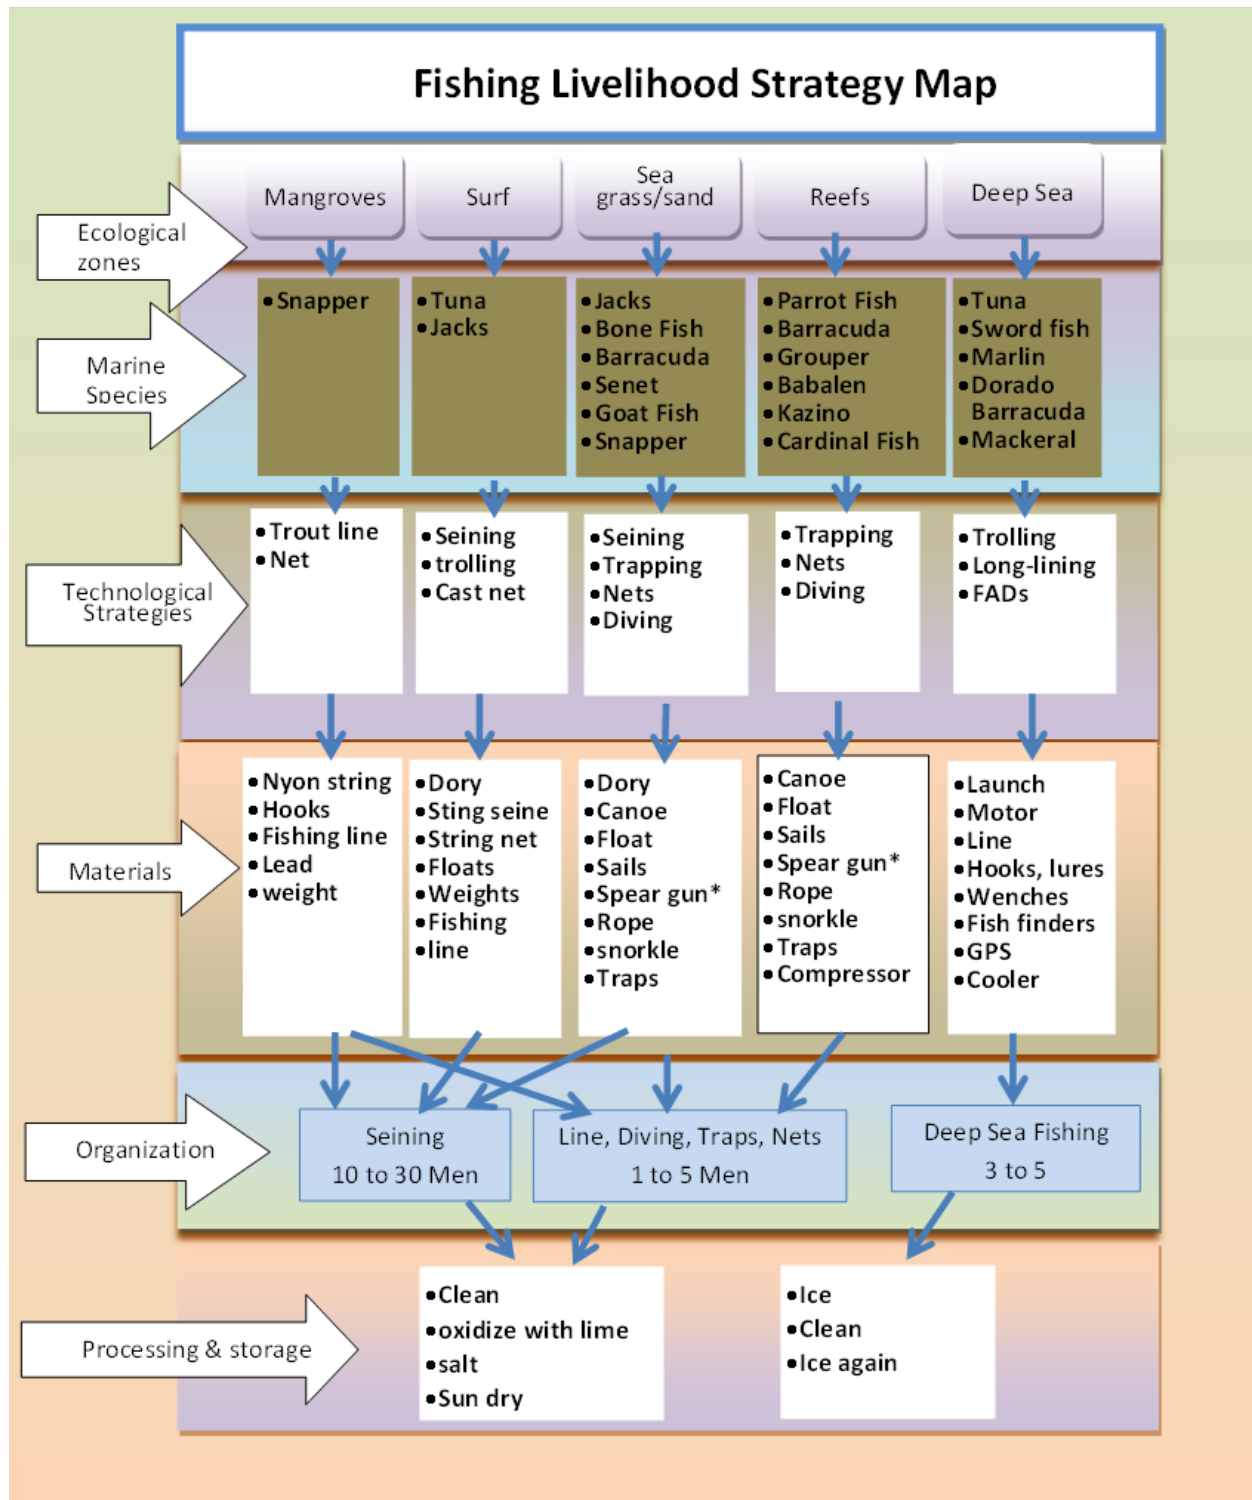 Fishing Livelihood Strategy Map
Ecological
zones
Mangroves
Surf
Sea
grass/sand
Reefs
Deep Sea
Marine
Species
• Snapper
• Tuna
• Jacks
• Jacks
• Bone Fish
• Barracuda
• Senet
• Goat Fish
• Snapper
• Parrot Fish
• Barracuda
• Grouper
• Babalen
• Kazino
• Cardinal Fish
• Tuna
• Sword fish
• Marlin
• Dorado
Barracuda
• Mackeral
Technological
Strategies
• Trout line
• Net
• Seining
• trolling
• Cast net
• Seining
• Trapping
• Nets
• Diving
• Trapping
• Nets
• Diving
• Trolling
• Long-lining
• FADs
Materials
• Nyon string
• Hooks
• Fishing line
• Lead
• weight
• Dory
• Sting seine
• String net
• Floats
• Weights
• Fishing
• line
• Dory
• Canoe
• Float
• Sails
• Spear gun*
• Rope
• snorkle
• Traps
• Canoe
• Float
• Sails
• Spear gun*
• Rope
• snorkle
• Traps
• Compressor
• Launch
• Motor
• Line
• Hooks, lures
• Wenches
• Fish finders
• GPS
• Cooler
Organization
Seining
10 to 30 Men
Line, Diving, Traps, Nets
1 to 5 Men
Deep Sea Fishing
3 to 5
Processing & storage
• Clean
• oxidize with lime
• salt
• Sun dry
• Ice
• Clean
• Ice again